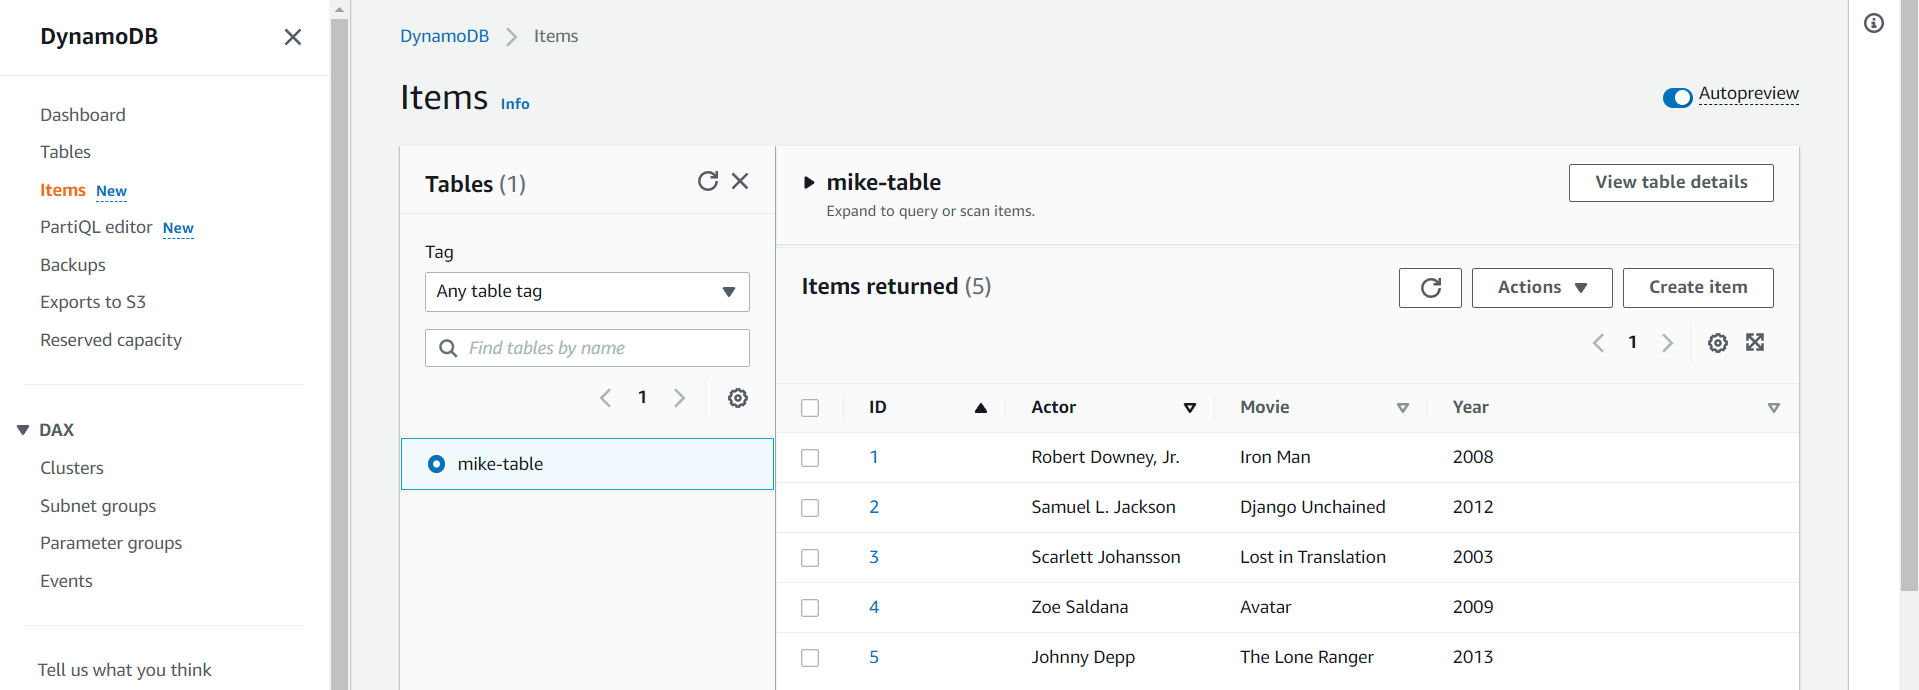 DynamoDB
Dashboard
Tables
Items New
PartiQL editor New
Backups
Exports to S3
Reserved capacity
DAX
Clusters
Subnet groups
Parameter groups
Events
Tell us what you think
DynamoDB Items
Items Info
Autopreview
Tables (1)
Tag
Any table tag
Find tables by name
1
mike-table
mike-table
Expand to query or scan items.
View table details
Items returned (5)
Actions
Create item
1
ID Actor Movie Year
1 Robert Downey, Jr. Iron Man 2008
2 Samuel L. Jackson Django Unchained 2012
3 Scarlett Johansson Lost in Translation 2003
4 Zoe Saldana Avatar 2009
5 Johnny Depp The Lone Ranger 2013